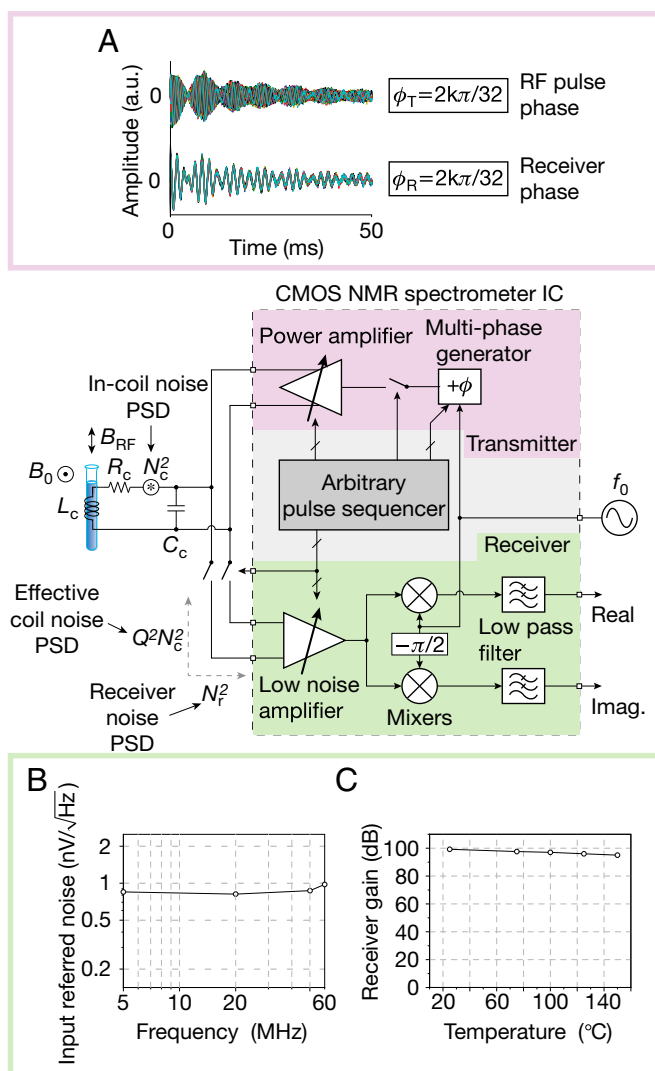 A
Amplitude (a.u.)
0
0
ϕT=2kπ/32
RF pulse
phase
ϕR=2kπ/32
Receiver
phase
0
50
Time (ms)
CMOS NMR spectrometer IC
Power amplifier
Multi-phase
generator
+ϕ
In-coil noise
PSD
BRF
B0
Rc
Nc²
Lc
Cc
Transmitter
Arbitrary
pulse sequencer
f0
Receiver
Effective
coil noise
PSD
Q²Nc²
Nr²
Receiver
noise
PSD
Low noise
amplifier
−π/2
Mixers
Low pass
filter
Real
Imag.
B
Input referred noise (nV/√Hz)
2
1
0.5
0.2
5
10
20
60
Frequency (MHz)
C
Receiver gain (dB)
100
80
60
40
20
0
20
60
100
140
Temperature (°C)